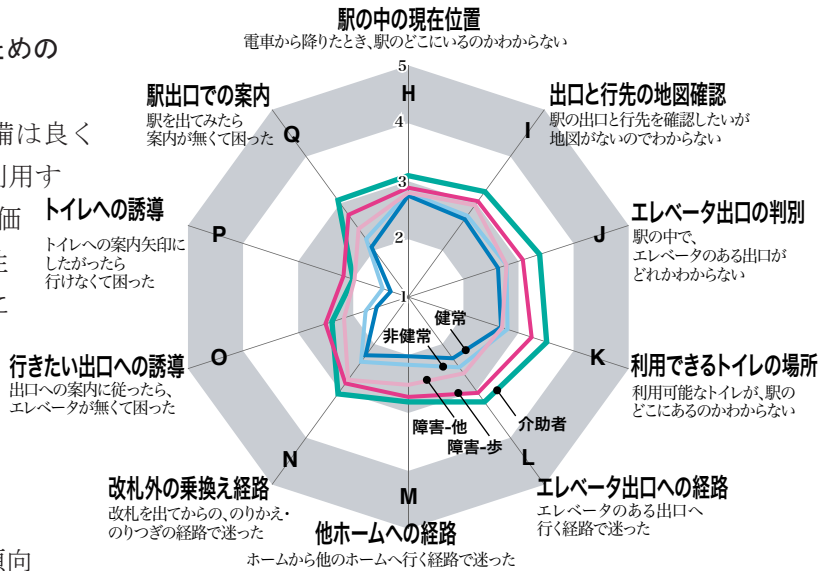 ための
備は良く
利用す
価
性
に
頃向
駅の中の現在位置
電車から降りたとき、駅のどこにいるのかわからない
出口と行先の地図確認
駅の出口と行先を確認したいが
地図がないのでわからない
エレベータ出口の判別
駅の中で、
エレベータのある出口が
どれかわからない
利用できるトイレの場所
利用可能なトイレが、駅の
どこにあるのかわからない
エレベータ出口への経路
エレベータのある出口へ
行く経路で迷った
他ホームへの経路
ホームから他のホームへ行く経路で迷った
改札外の乗換え経路
改札を出てからの、のりかえ・
のりつぎの経路で迷った
行きたい出口への誘導
出口への案内に従ったら、
エレベータが無くて困った
トイレへの誘導
トイレへの案内矢印に
したがったら
行けなくて困った
駅出口での案内
駅を出てみたら
案内が無くて困った
H
I
J
K
L
M
N
O
P
Q
5
4
3
2
1
健常
非健常
障害-他
障害-歩
介助者